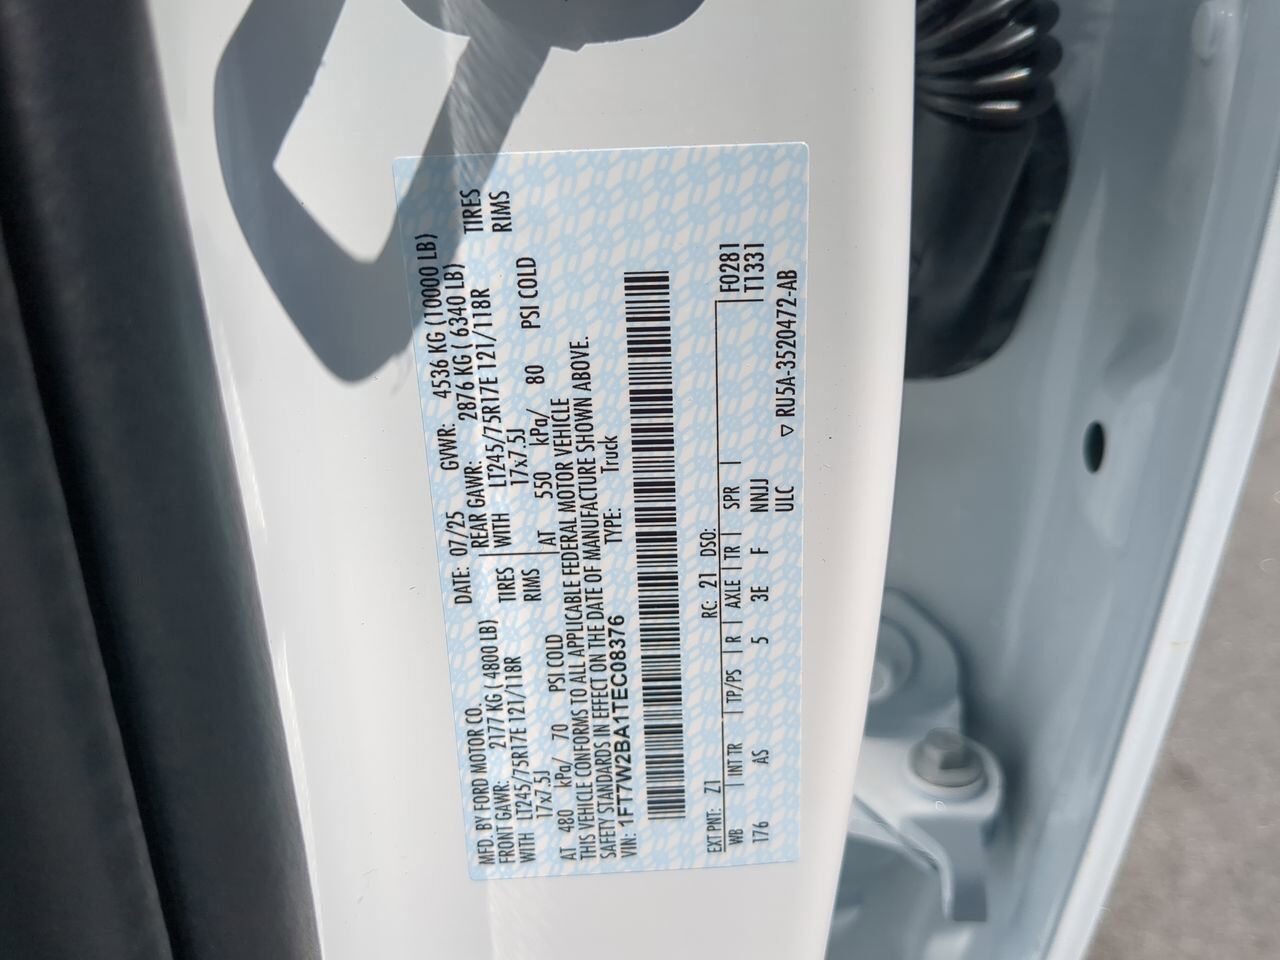 MFD. BY FORD MOTOR CO. DATE: 07/25 GVWR: 4536 KG (10000 LB)
FRONT GAWR: 2177 KG ( 4800 LB) REAR GAWR: 2876 KG ( 6340 LB)
WITH LT245/75R17E 121/118R TIRES WITH LT245/75R17E 121/118R TIRES
17x7.5J RIMS 17x7.5J RIMS
AT 480 kPa/ 70 PSI COLD AT 550 kPa/ 80 PSI COLD
THIS VEHICLE CONFORMS TO ALL APPLICABLE FEDERAL MOTOR VEHICLE
SAFETY STANDARDS IN EFFECT ON THE DATE OF MANUFACTURE SHOWN ABOVE.
VIN: 1FT7W2BA1TEC08376 TYPE: Truck
EXT PNT: Z1 RC: 21 DSO: F0281
WB INT TR TP/PS R AXLE TR SPR T1331
176 AS 5 3E F NNJJ
ULC ▽ RU5A-3520472-AB